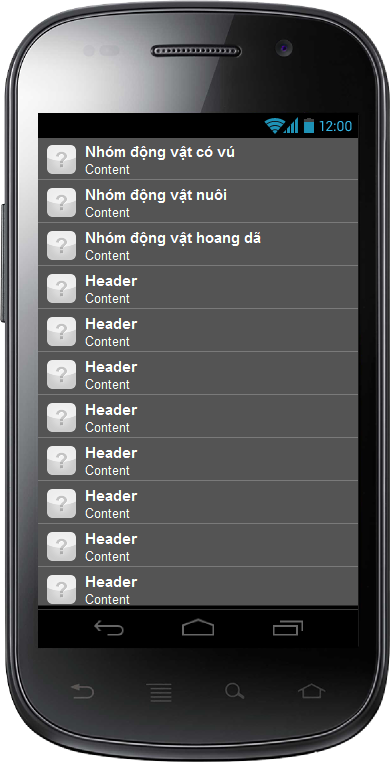 12:00
Nhóm động vật có vú
Content
Nhóm động vật nuôi
Content
Nhóm động vật hoang dã
Content
Header
Content
Header
Content
Header
Content
Header
Content
Header
Content
Header
Content
Header
Content
Header
Content